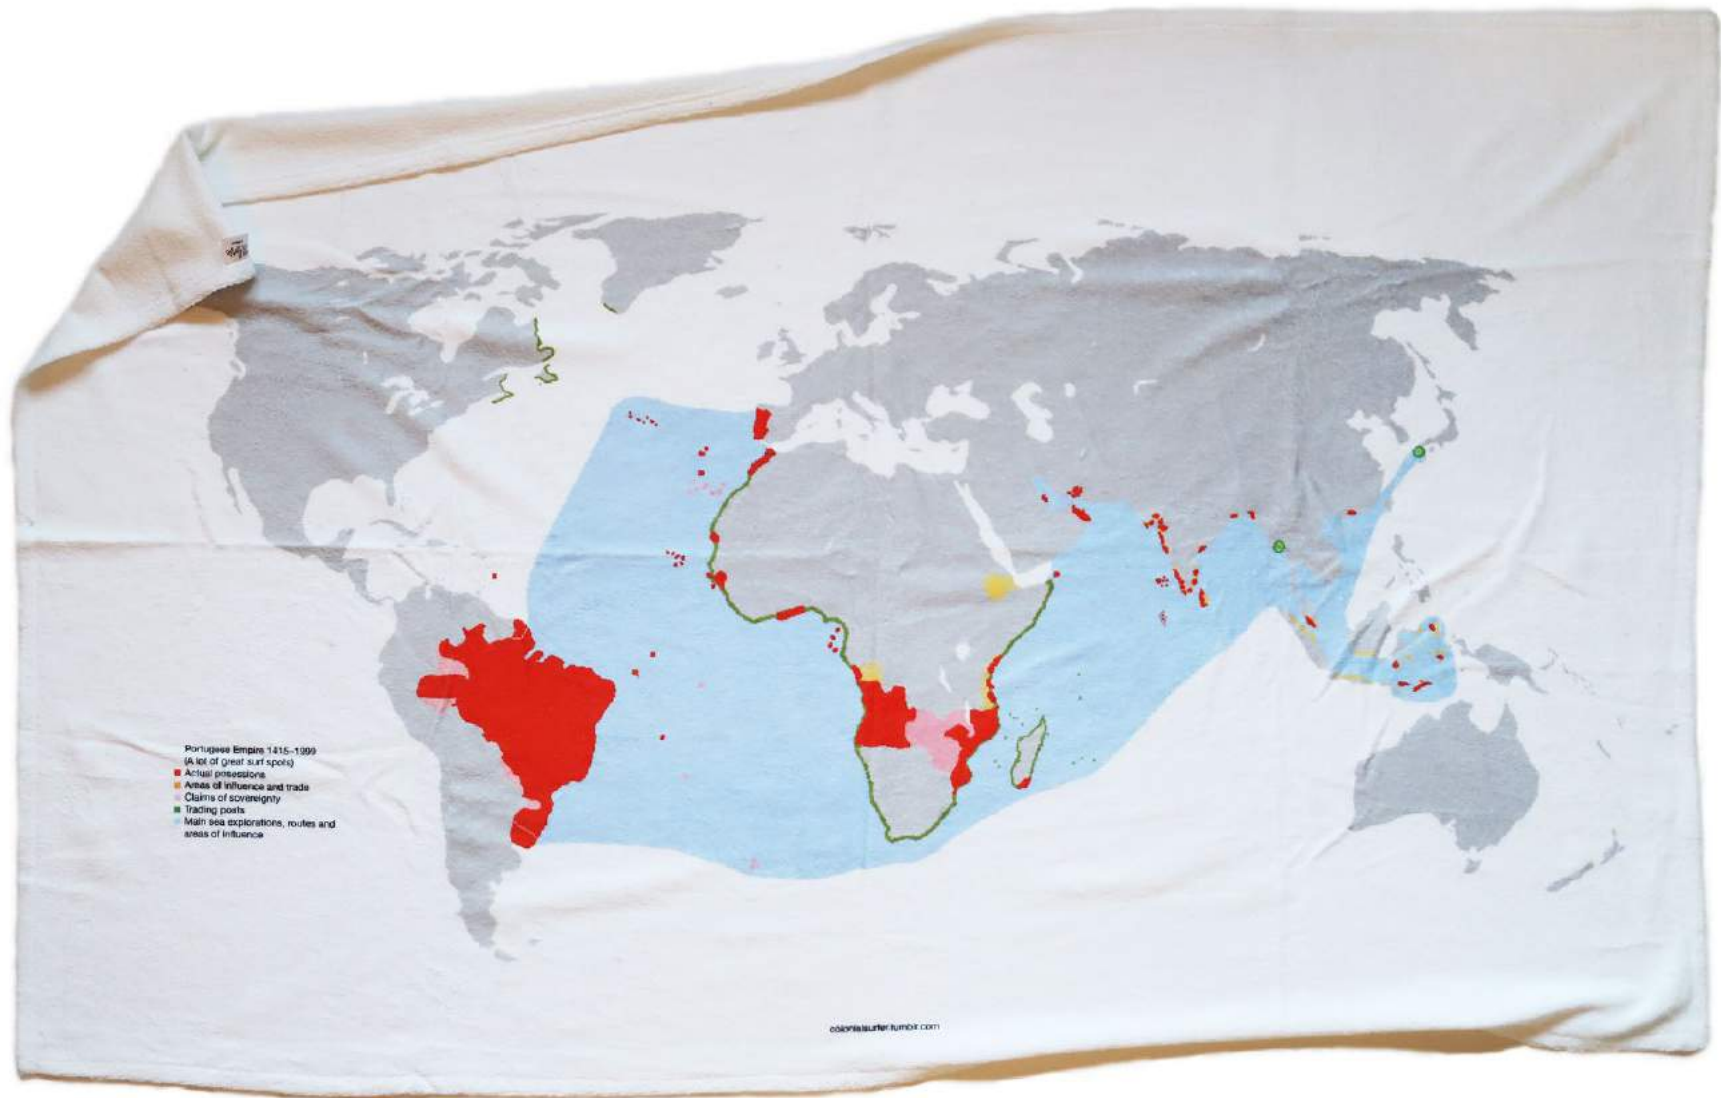 Portugese Empire 1415–1999
(A lot of great surf spots)
Actual posessions
Areas of influence and trade
Claims of sovereignty
Trading posts
Main sea explorations, routes and
areas of influence
colonialsurfer.tumblr.com